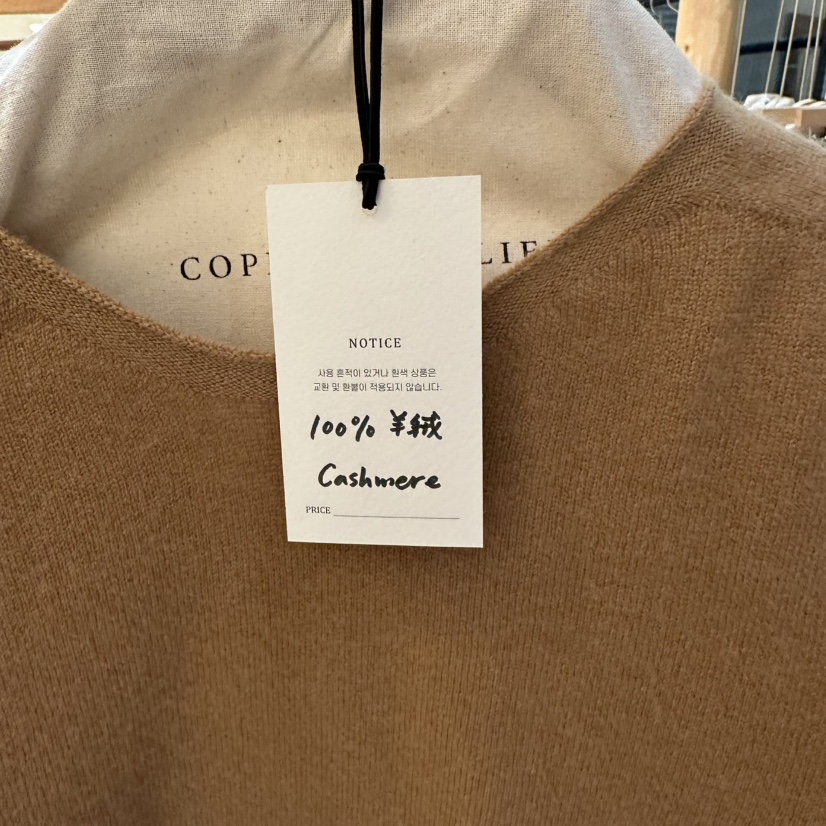 NOTICE
사용 흔적이 있거나 흰색 상품은
교환 및 환불이 적용되지 않습니다.
100% 羊绒
Cashmere
PRICE